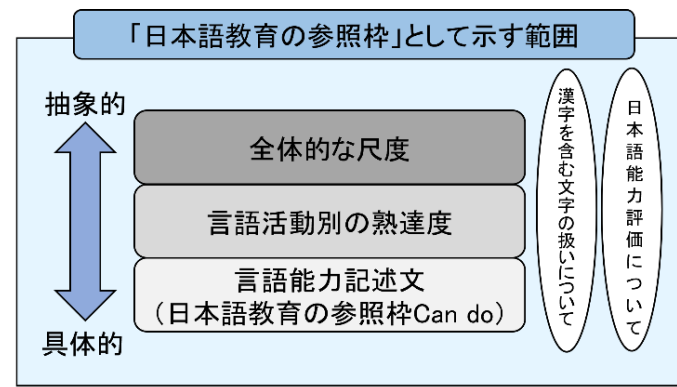 「日本語教育の参照枠」として示す範囲
抽象的
具体的
全体的な尺度
言語活動別の熟達度
言語能力記述文
（日本語教育の参照枠Can do）
漢字を含む文字の扱いについて
日本語能力評価について